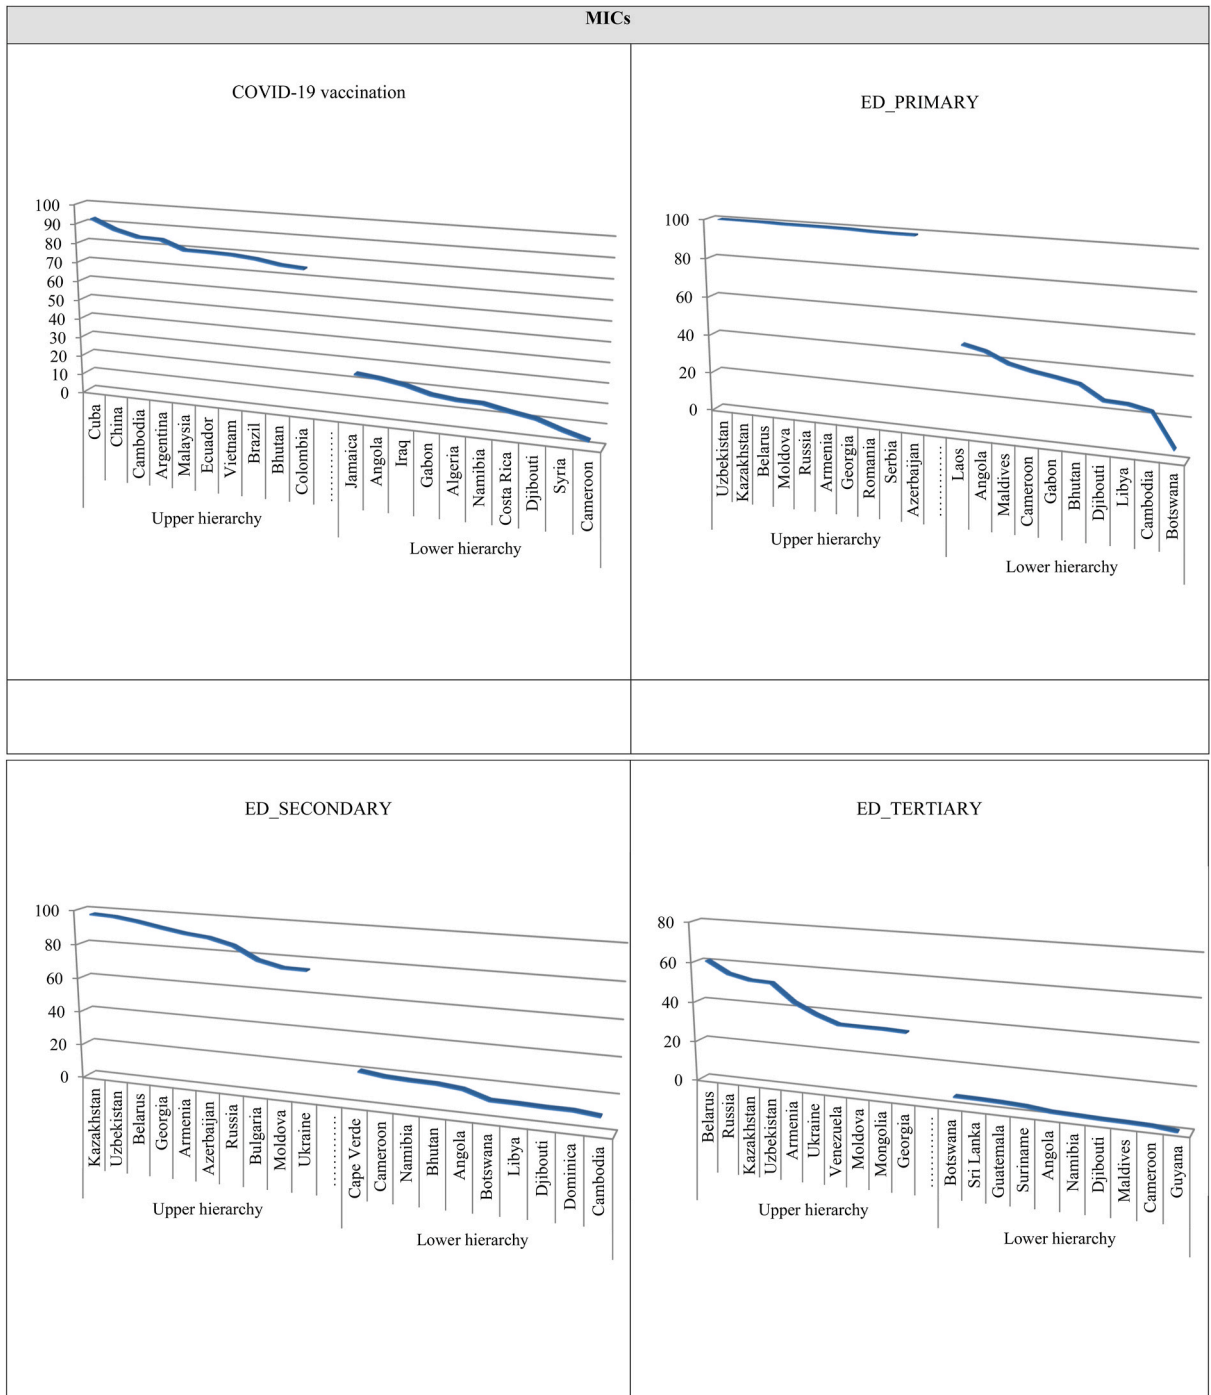 MICs
COVID-19 vaccination
100
90
80
70
60
50
40
30
20
10
0
Cuba
China
Cambodia
Argentina
Malaysia
Ecuador
Vietnam
Brazil
Bhutan
Colombia
...........
Jamaica
Angola
Iraq
Gabon
Algeria
Namibia
Costa Rica
Djibouti
Syria
Cameroon
Upper hierarchy
Lower hierarchy
ED_PRIMARY
100
80
60
40
20
0
Uzbekistan
Kazakhstan
Belarus
Moldova
Russia
Armenia
Georgia
Romania
Serbia
Azerbaijan
...........
Laos
Angola
Maldives
Cameroon
Gabon
Bhutan
Djibouti
Libya
Cambodia
Botswana
Upper hierarchy
Lower hierarchy
ED_SECONDARY
100
80
60
40
20
0
Kazakhstan
Uzbekistan
Belarus
Georgia
Armenia
Azerbaijan
Russia
Bulgaria
Moldova
Ukraine
...........
Cape Verde
Cameroon
Namibia
Bhutan
Angola
Botswana
Libya
Djibouti
Dominica
Cambodia
Upper hierarchy
Lower hierarchy
ED_TERTIARY
80
60
40
20
0
Belarus
Russia
Kazakhstan
Uzbekistan
Armenia
Ukraine
Venezuela
Moldova
Mongolia
Georgia
...........
Botswana
Sri Lanka
Guatemala
Suriname
Angola
Namibia
Djibouti
Maldives
Cameroon
Guyana
Upper hierarchy
Lower hierarchy